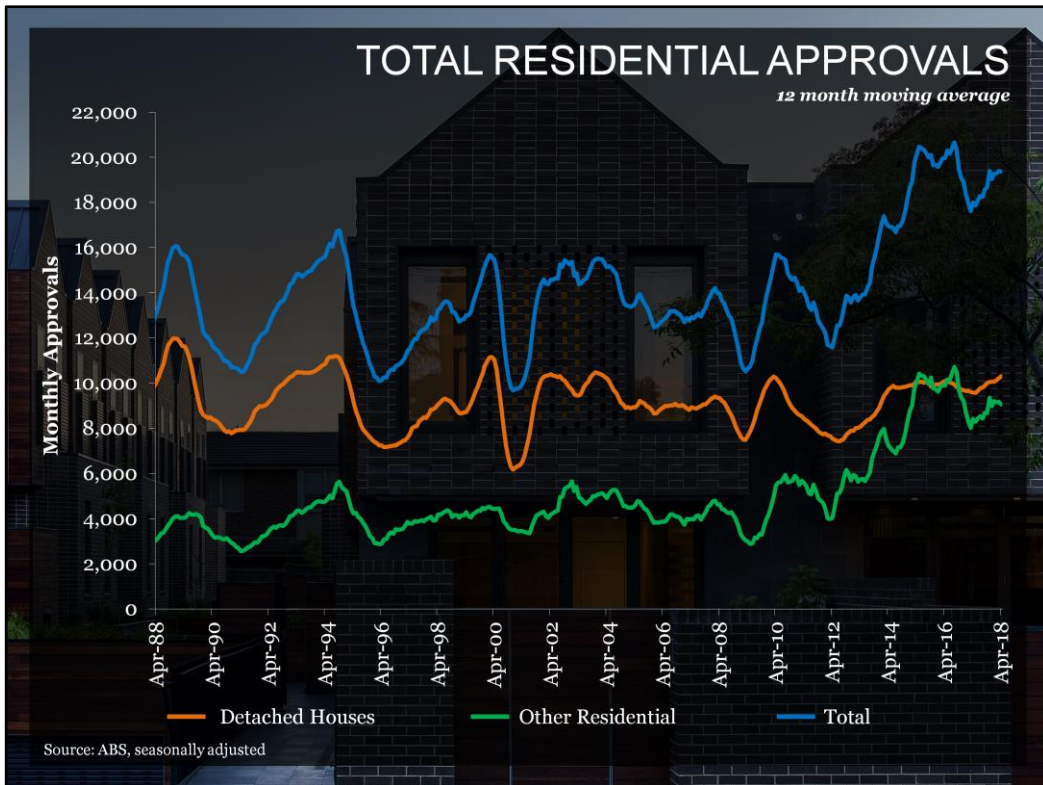 TOTAL RESIDENTIAL APPROVALS
12 month moving average
Monthly Approvals
22,000
20,000
18,000
16,000
14,000
12,000
10,000
8,000
6,000
4,000
2,000
0
Apr-88
Apr-90
Apr-92
Apr-94
Apr-96
Apr-98
Apr-00
Apr-02
Apr-04
Apr-06
Apr-08
Apr-10
Apr-12
Apr-14
Apr-16
Apr-18
Detached Houses
Other Residential
Total
Source: ABS, seasonally adjusted